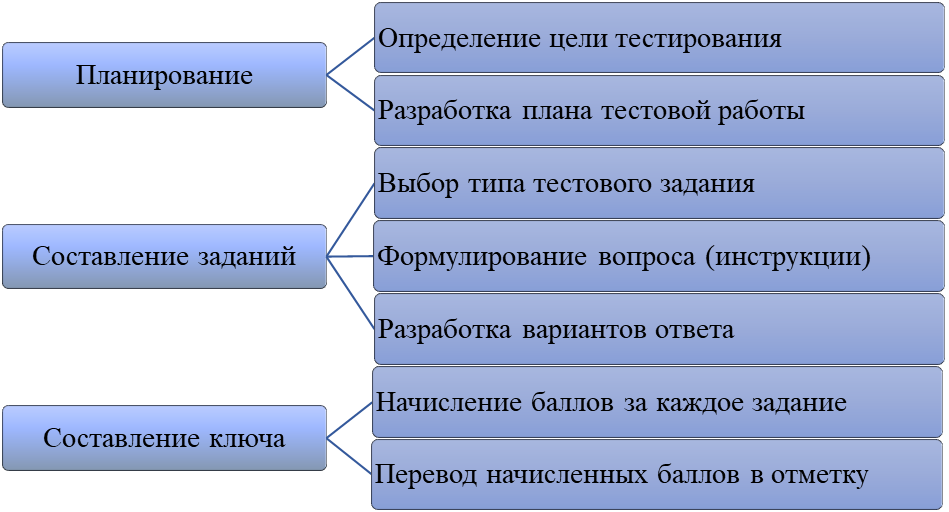 Планирование
Определение цели тестирования
Разработка плана тестовой работы
Составление заданий
Выбор типа тестового задания
Формулирование вопроса (инструкции)
Разработка вариантов ответа
Составление ключа
Начисление баллов за каждое задание
Перевод начисленных баллов в отметку